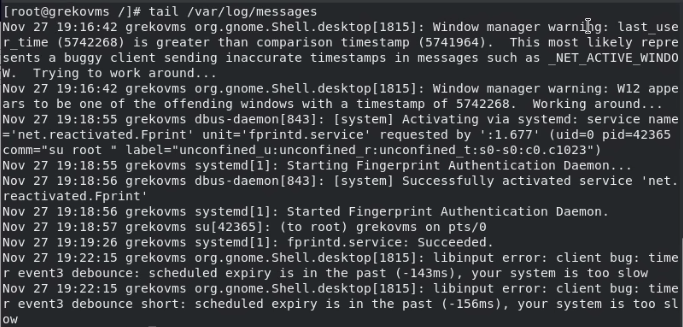 [root@grekovms /]# tail /var/log/messages
Nov 27 19:16:42 grekovms org.gnome.Shell.desktop[1815]: Window manager warning: last_use
r_time (5742268) is greater than comparison timestamp (5741964).  This most likely repre
sents a buggy client sending inaccurate timestamps in messages such as _NET_ACTIVE_WINDO
W.  Trying to work around...
Nov 27 19:16:42 grekovms org.gnome.Shell.desktop[1815]: Window manager warning: W12 appe
ars to be one of the offending windows with a timestamp of 5742268.  Working around...
Nov 27 19:18:55 grekovms dbus-daemon[843]: [system] Activating via systemd: service name
='net.reactivated.Fprint' unit='fprintd.service' requested by ':1.677' (uid=0 pid=42365
comm="su root " label="unconfined_u:unconfined_r:unconfined_t:s0-s0:c0.c1023")
Nov 27 19:18:55 grekovms systemd[1]: Starting Fingerprint Authentication Daemon...
Nov 27 19:18:56 grekovms dbus-daemon[843]: [system] Successfully activated service 'net.
reactivated.Fprint'
Nov 27 19:18:56 grekovms systemd[1]: Started Fingerprint Authentication Daemon.
Nov 27 19:18:57 grekovms su[42365]: (to root) grekovms on pts/0
Nov 27 19:19:26 grekovms systemd[1]: fprintd.service: Succeeded.
Nov 27 19:22:15 grekovms org.gnome.Shell.desktop[1815]: libinput error: client bug: time
r event3 debounce: scheduled expiry is in the past (-143ms), your system is too slow
Nov 27 19:22:15 grekovms org.gnome.Shell.desktop[1815]: libinput error: client bug: time
r event3 debounce short: scheduled expiry is in the past (-156ms), your system is too sl
ow